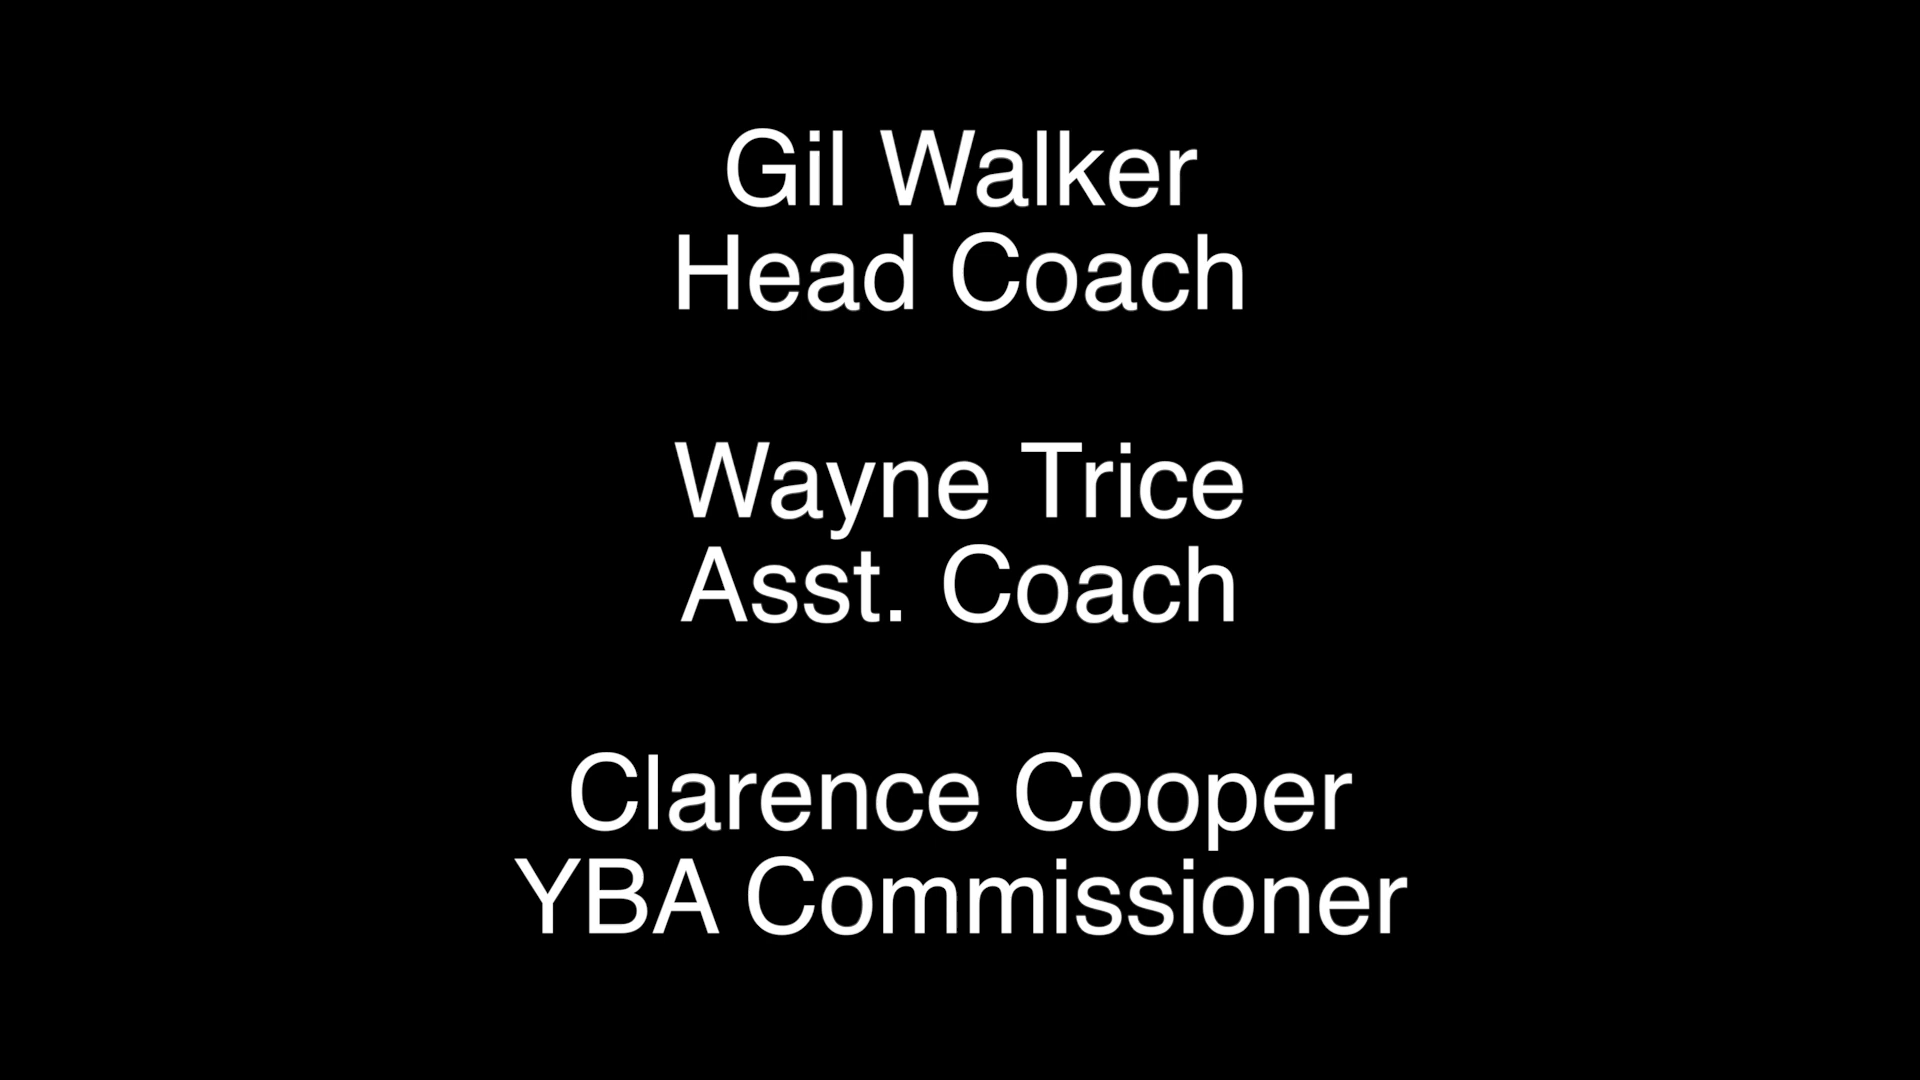 Gil Walker
Head Coach
Wayne Trice
Asst. Coach
Clarence Cooper
YBA Commissioner